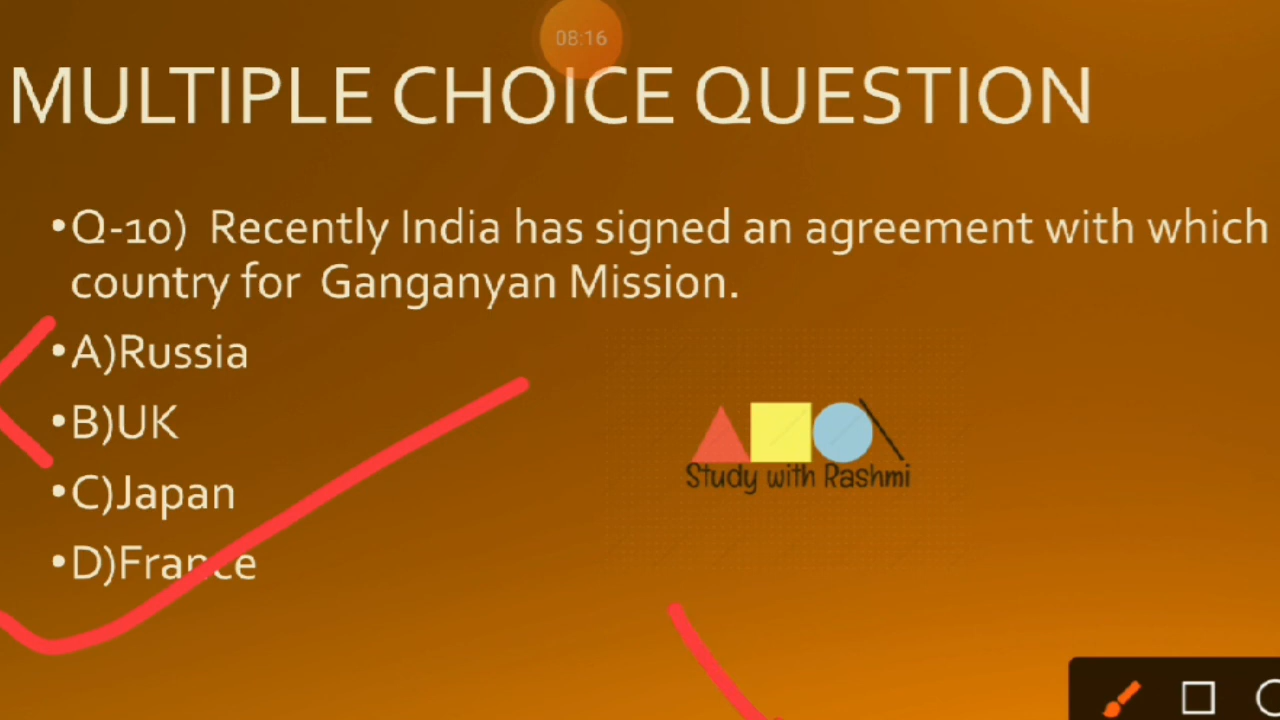 08:16
MULTIPLE CHOICE QUESTION
•Q-10) Recently India has signed an agreement with which
country for Ganganyan Mission.
•A)Russia
•B)UK
•C)Japan
•D)France
Study with Rashmi